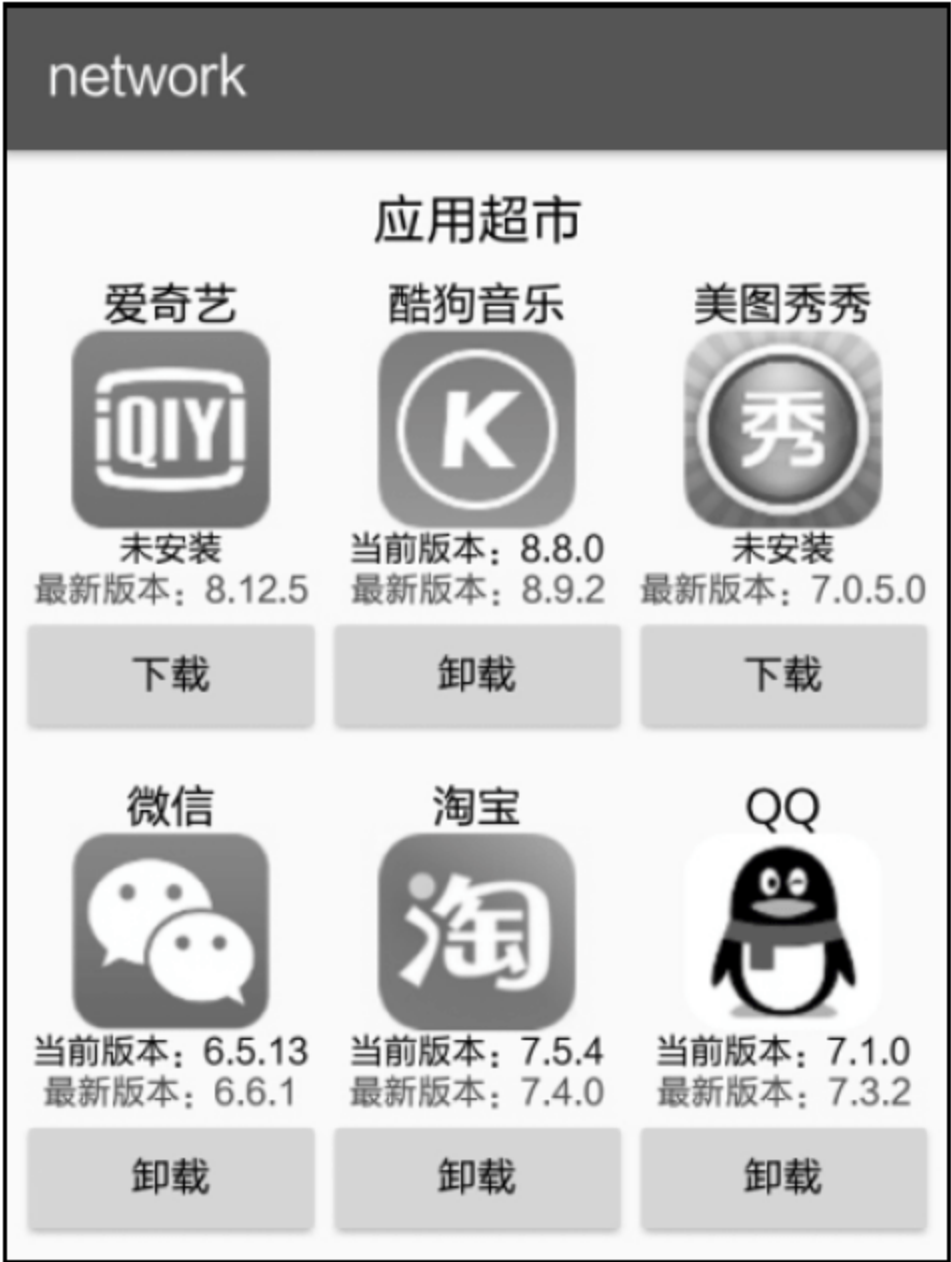 network
应用超市
爱奇艺
酷狗音乐
美图秀秀
iQIYI
K
秀
未安装
当前版本：8.8.0
未安装
最新版本：8.12.5
最新版本：8.9.2
最新版本：7.0.5.0
下载
卸载
下载
微信
淘宝
QQ
淘
当前版本：6.5.13
当前版本：7.5.4
当前版本：7.1.0
最新版本：6.6.1
最新版本：7.4.0
最新版本：7.3.2
卸载
卸载
卸载